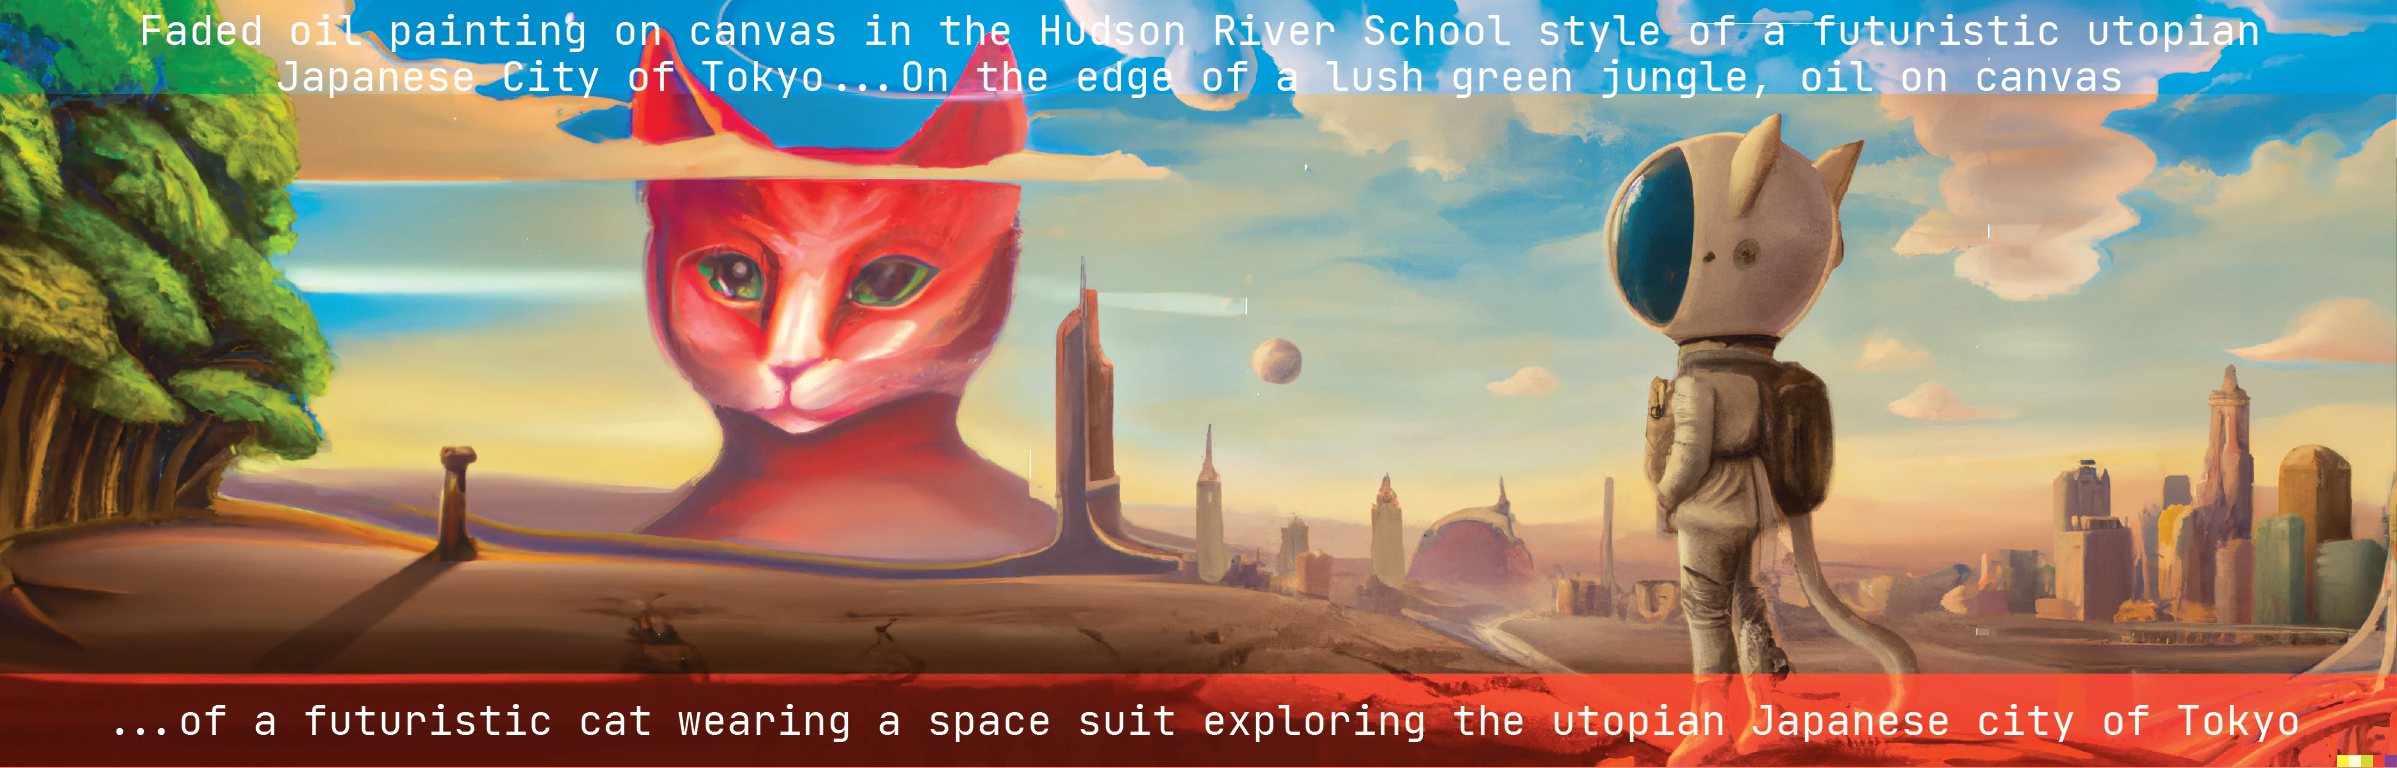 Faded oil painting on canvas in the Hudson River School style of a futuristic utopian
Japanese City of Tokyo...On the edge of a lush green jungle, oil on canvas
...of a futuristic cat wearing a space suit exploring the utopian Japanese city of Tokyo